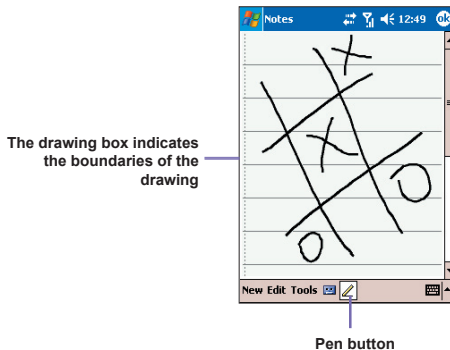 Notes 12:49 ok
The drawing box indicates
the boundaries of the
drawing
X
X
O
O
New Edit Tools
Pen button